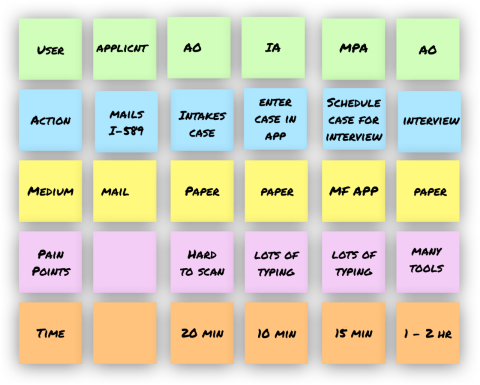 User
APPLICNT
AO
IA
MPA
AO
ACTION
MAILS
I-589
INTAKES
CASE
ENTER
CASE IN
APP
SCHEDULE
CASE FOR
INTERVIEW
INTERVIEW
MEDIUM
MAIL
PAPER
PAPER
MF APP
PAPER
PAIN
POINTS
HARD
TO SCAN
LOTS OF
TYPING
LOTS OF
TYPING
MANY
TOOLS
TIME
20 MIN
10 MIN
15 MIN
1 - 2 HR